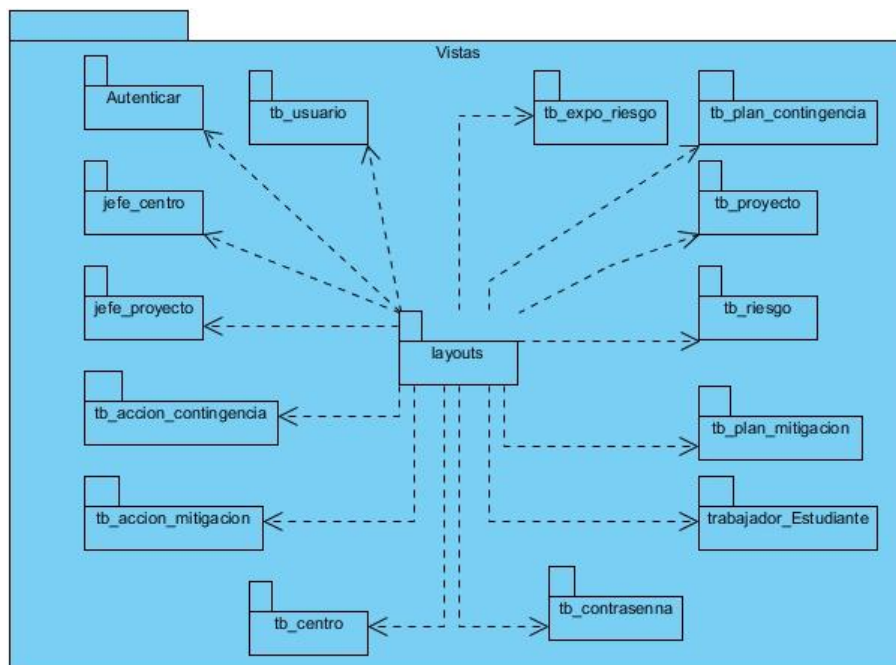 Vistas
Autenticar
tb_usuario
tb_expo_riesgo
tb_plan_contingencia
jefe_centro
tb_proyecto
jefe_proyecto
tb_riesgo
layouts
tb_accion_contingencia
tb_plan_mitigacion
tb_accion_mitigacion
trabajador_Estudiante
tb_centro
tb_contrasenna